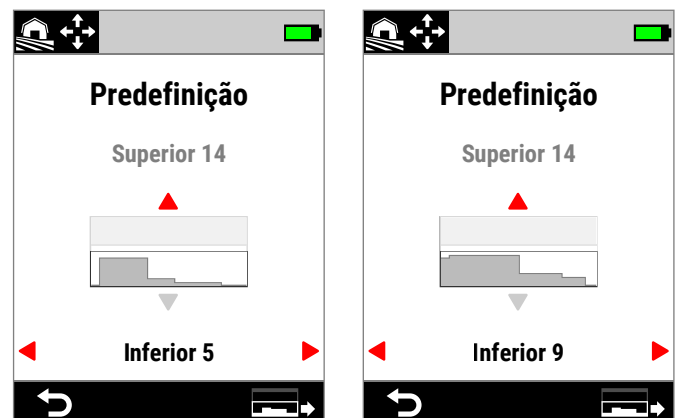 Predefinição
Superior 14
Inferior 5
Predefinição
Superior 14
Inferior 9